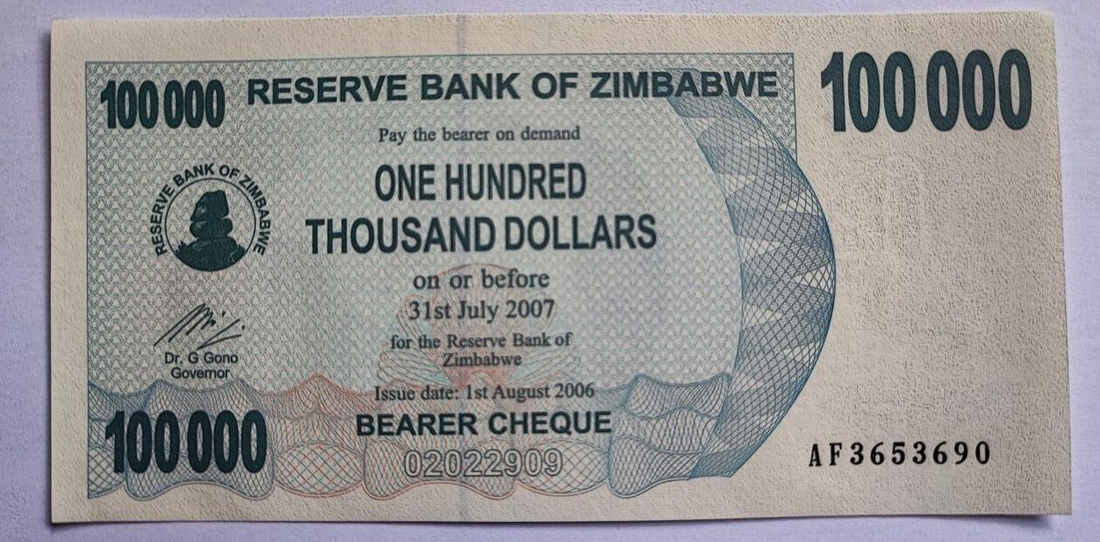 100 000
RESERVE BANK OF ZIMBABWE
100 000
Pay the bearer on demand
ONE HUNDRED
THOUSAND DOLLARS
RESERVE BANK OF ZIMBABWE
on or before
31st July 2007
for the Reserve Bank of
Zimbabwe
Dr. G Gono
Governor
Issue date: 1st August 2006
BEARER CHEQUE
100 000
02022909
AF3653690